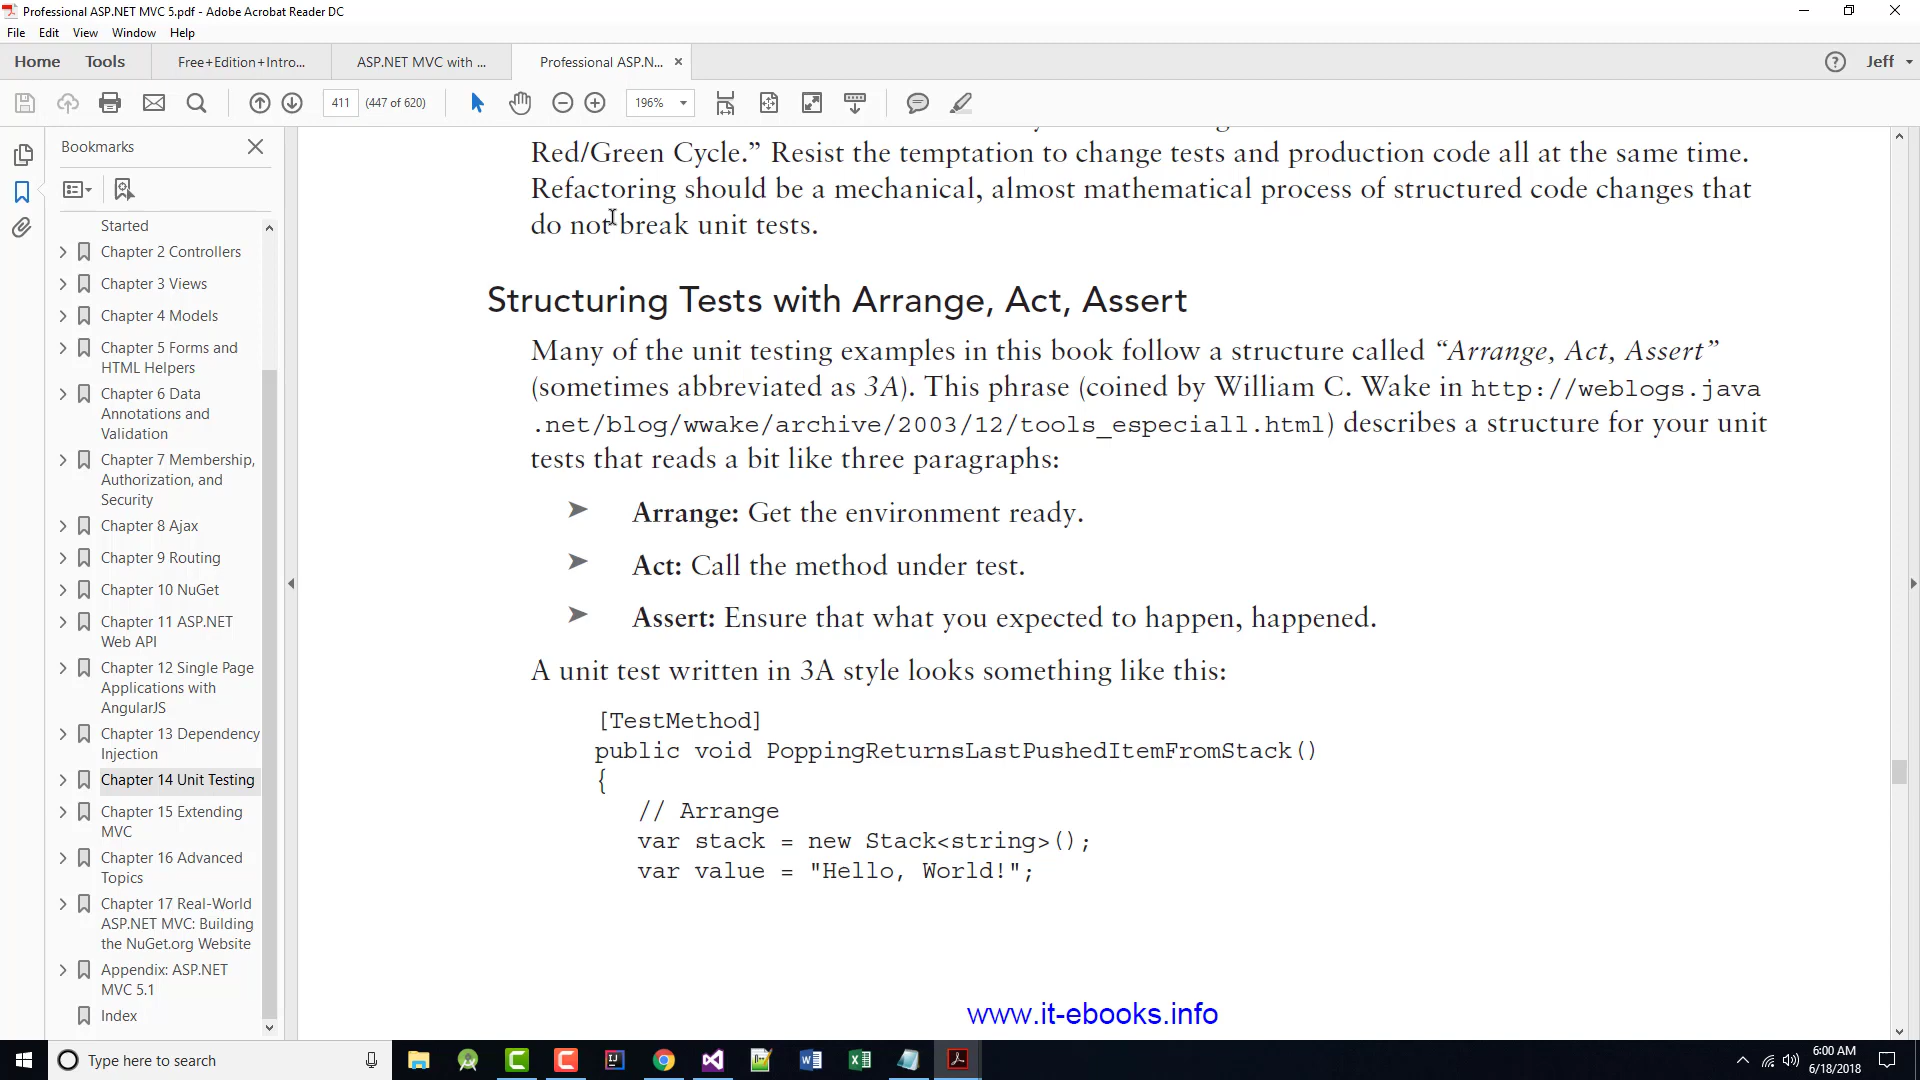 Professional ASP.NET MVC 5.pdf - Adobe Acrobat Reader DC
File Edit View Window Help
Home Tools Free+Edition+Intro... ASP.NET MVC with ... Professional ASP.N... Jeff
411 (447 of 620) 196%
Bookmarks
Started
Chapter 2 Controllers
Chapter 3 Views
Chapter 4 Models
Chapter 5 Forms and
HTML Helpers
Chapter 6 Data
Annotations and
Validation
Chapter 7 Membership,
Authorization, and
Security
Chapter 8 Ajax
Chapter 9 Routing
Chapter 10 NuGet
Chapter 11 ASP.NET
Web API
Chapter 12 Single Page
Applications with
AngularJS
Chapter 13 Dependency
Injection
Chapter 14 Unit Testing
Chapter 15 Extending
MVC
Chapter 16 Advanced
Topics
Chapter 17 Real-World
ASP.NET MVC: Building
the NuGet.org Website
Appendix: ASP.NET
MVC 5.1
Index
Red/Green Cycle.” Resist the temptation to change tests and production code all at the same time.
Refactoring should be a mechanical, almost mathematical process of structured code changes that
do not break unit tests.
Structuring Tests with Arrange, Act, Assert
Many of the unit testing examples in this book follow a structure called “Arrange, Act, Assert”
(sometimes abbreviated as 3A). This phrase (coined by William C. Wake in http://weblogs.java
.net/blog/wwake/archive/2003/12/tools_especiall.html) describes a structure for your unit
tests that reads a bit like three paragraphs:
➤ Arrange: Get the environment ready.
➤ Act: Call the method under test.
➤ Assert: Ensure that what you expected to happen, happened.
A unit test written in 3A style looks something like this:
[TestMethod]
public void PoppingReturnsLastPushedItemFromStack()
{
// Arrange
var stack = new Stack<string>();
var value = "Hello, World!";
www.it-ebooks.info
Type here to search
6:00 AM
6/18/2018